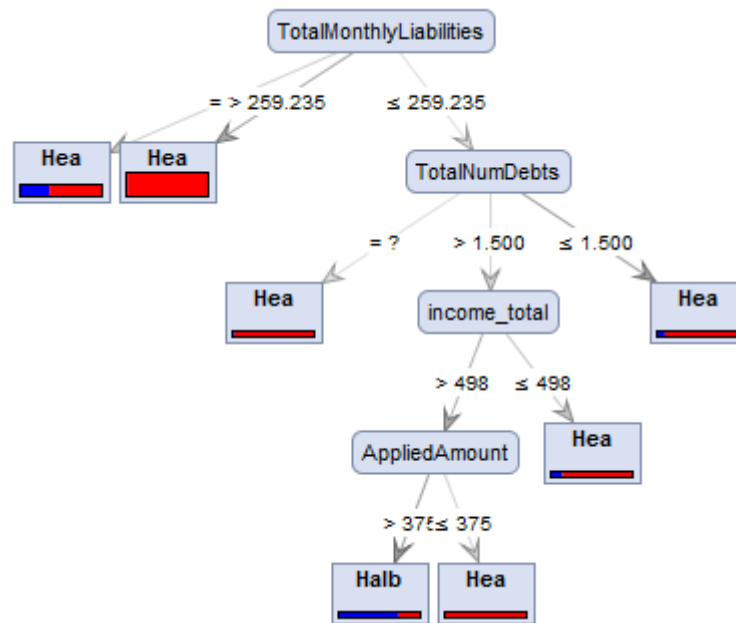 TotalMonthlyLiabilities
= > 259.235 ≤ 259.235
Hea Hea
TotalNumDebts
= ? > 1.500 ≤ 1.500
Hea
income_total
Hea
> 498 ≤ 498
AppliedAmount
Hea
> 375 ≤ 375
Halb Hea